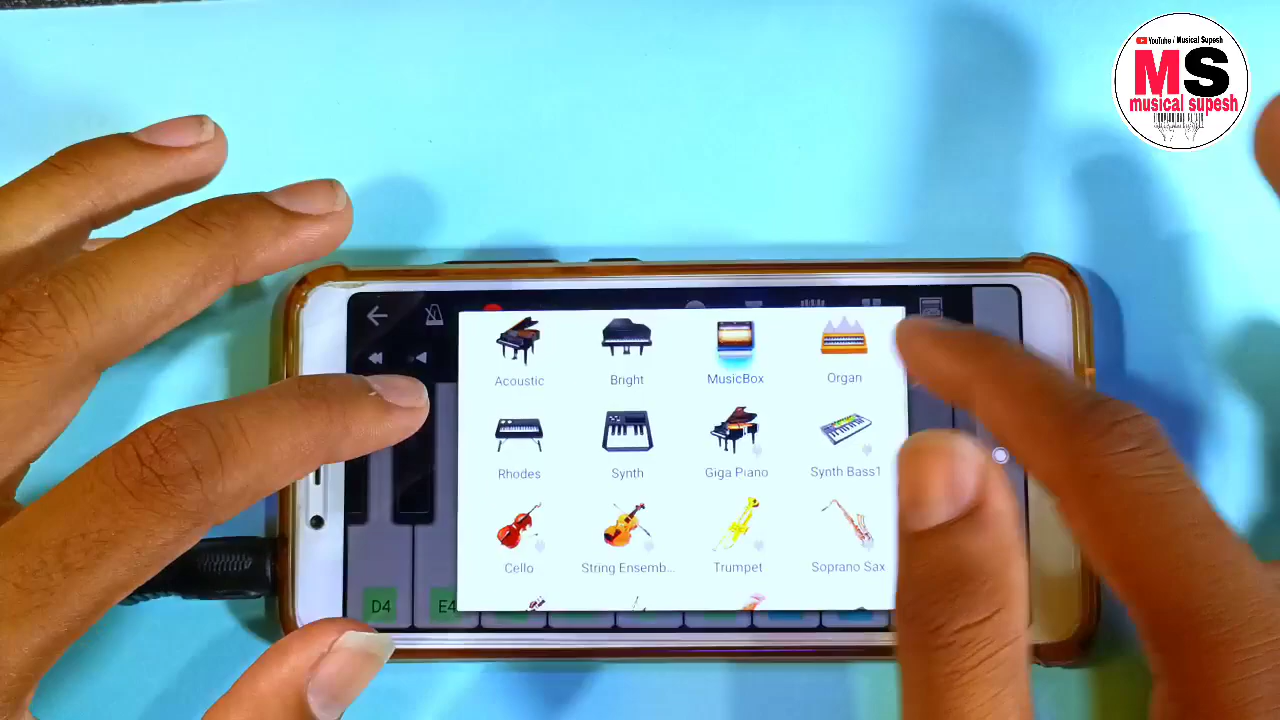 YouTube / Musical Supesh
MS
musical supesh
Acoustic
Bright
MusicBox
Organ
Rhodes
Synth
Giga Piano
Synth Bass1
Cello
String Ensemb...
Trumpet
Soprano Sax
D4
E4